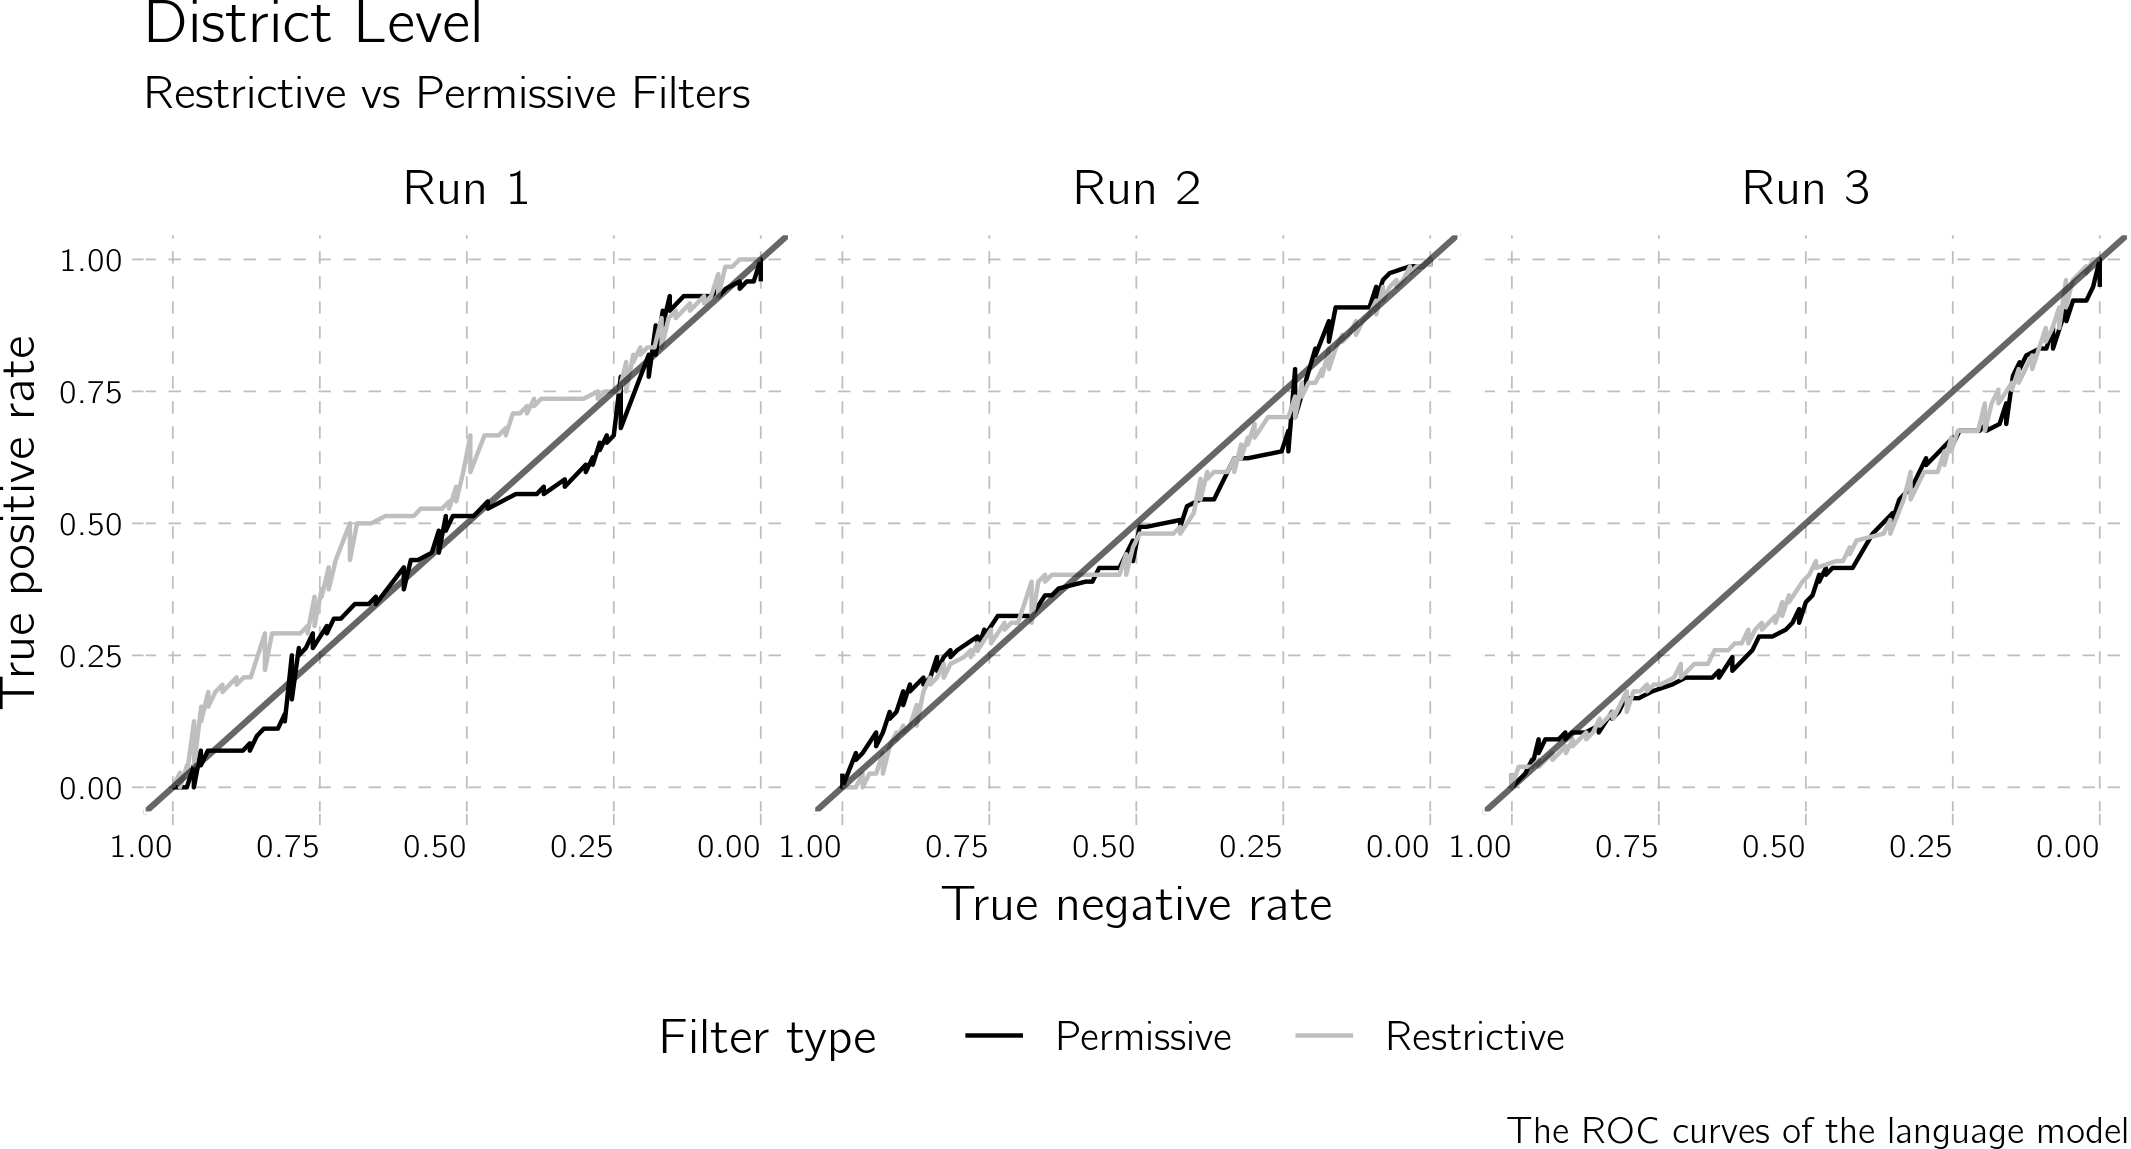 District Level
Restrictive vs Permissive Filters
Run 1
Run 2
Run 3
True positive rate
1.00
0.75
0.50
0.25
0.00
1.00 0.75 0.50 0.25 0.00
1.00 0.75 0.50 0.25 0.00
1.00 0.75 0.50 0.25 0.00
True negative rate
Filter type Permissive Restrictive
The ROC curves of the language model